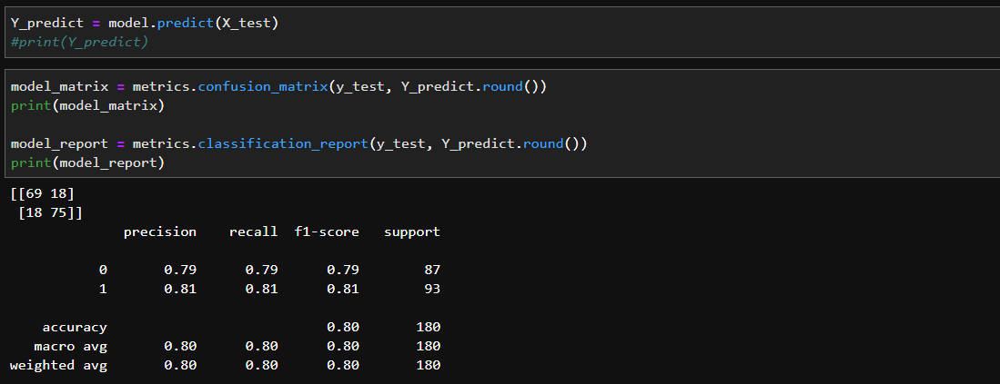 Y_predict = model.predict(X_test)
#print(Y_predict)
model_matrix = metrics.confusion_matrix(y_test, Y_predict.round())
print(model_matrix)
model_report = metrics.classification_report(y_test, Y_predict.round())
print(model_report)
[[69 18]
 [18 75]]
              precision    recall  f1-score   support
           0       0.79      0.79      0.79        87
           1       0.81      0.81      0.81        93
    accuracy                           0.80       180
   macro avg       0.80      0.80      0.80       180
weighted avg       0.80      0.80      0.80       180